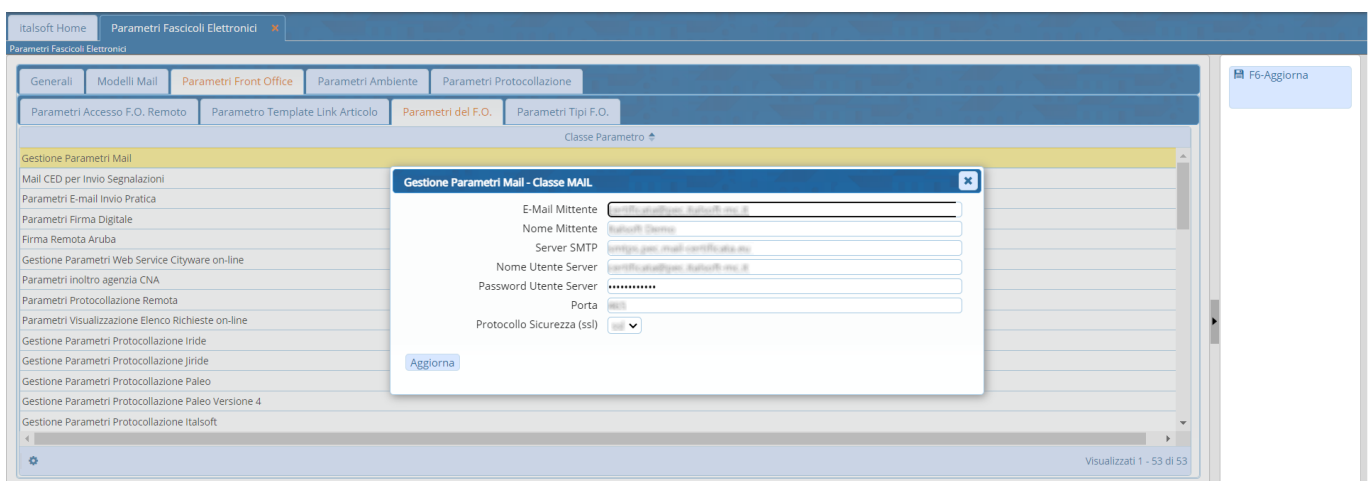 Italsoft Home Parametri Fascicoli Elettronici
Parametri Fascicoli Elettronici
Generali Modelli Mail Parametri Front Office Parametri Ambiente Parametri Protocollazione
F6-Aggiorna
Parametri Accesso F.O. Remoto Parametro Template Link Articolo Parametri del F.O. Parametri Tipi F.O.
Classe Parametro
Gestione Parametri Mail
Mail CED per Invio Segnalazioni
Parametri E-mail Invio Pratica
Parametri Firma Digitale
Firma Remota Aruba
Gestione Parametri Web Service Cityware on-line
Parametri inoltro agenzia CNA
Parametri Protocollazione Remota
Parametri Visualizzazione Elenco Richieste on-line
Gestione Parametri Protocollazione Iride
Gestione Parametri Protocollazione Jiride
Gestione Parametri Protocollazione Paleo
Gestione Parametri Protocollazione Paleo Versione 4
Gestione Parametri Protocollazione Italsoft
Gestione Parametri Mail - Classe MAIL
E-Mail Mittente
Nome Mittente
Server SMTP
Nome Utente Server
Password Utente Server ••••••••••••
Porta
Protocollo Sicurezza (ssl)
Aggiorna
Visualizzati 1 - 53 di 53